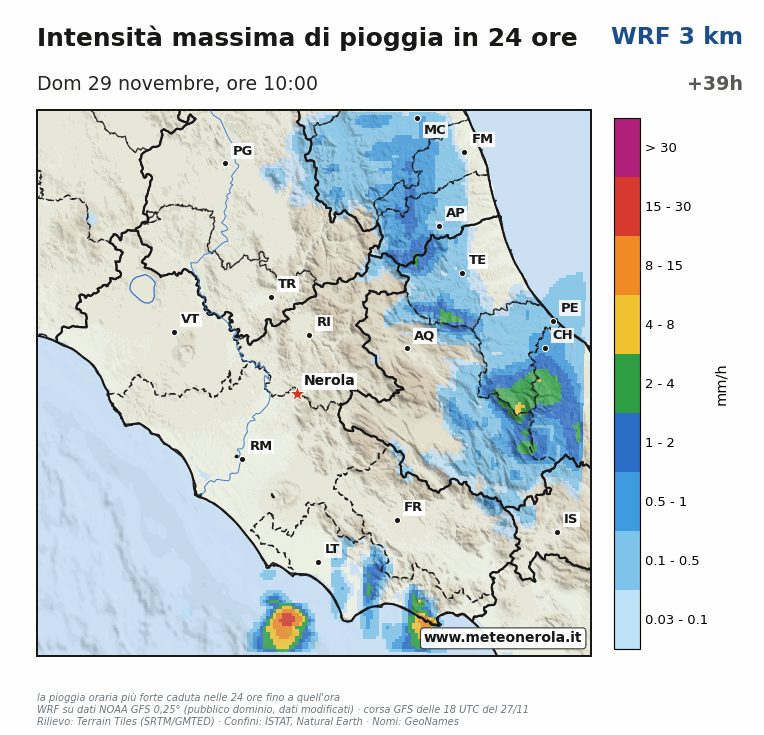 Intensità massima di pioggia in 24 ore
WRF 3 km
Dom 29 novembre, ore 10:00
+39h
MC
FM
PG
AP
TE
TR
PE
VT
RI
AQ
CH
Nerola
RM
FR
IS
LT
www.meteonerola.it
> 30
15 - 30
8 - 15
4 - 8
2 - 4
1 - 2
0.5 - 1
0.1 - 0.5
0.03 - 0.1
mm/h
la pioggia oraria più forte caduta nelle 24 ore fino a quell'ora
WRF su dati NOAA GFS 0,25° (pubblico dominio, dati modificati) · corsa GFS delle 18 UTC del 27/11
Rilievo: Terrain Tiles (SRTM/GMTED) · Confini: ISTAT, Natural Earth · Nomi: GeoNames